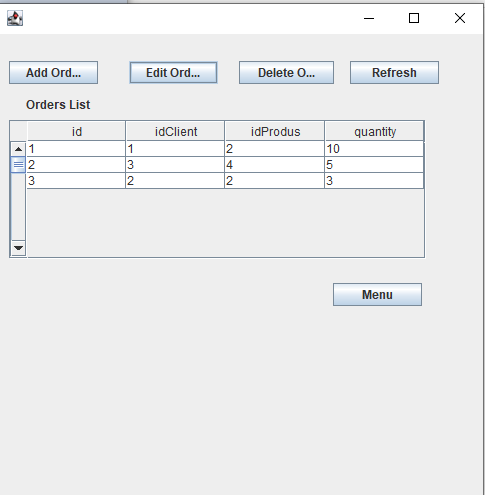 Add Ord... Edit Ord... Delete O... Refresh
Orders List
id idClient idProdus quantity
1 1 2 10
2 3 4 5
3 2 2 3
Menu